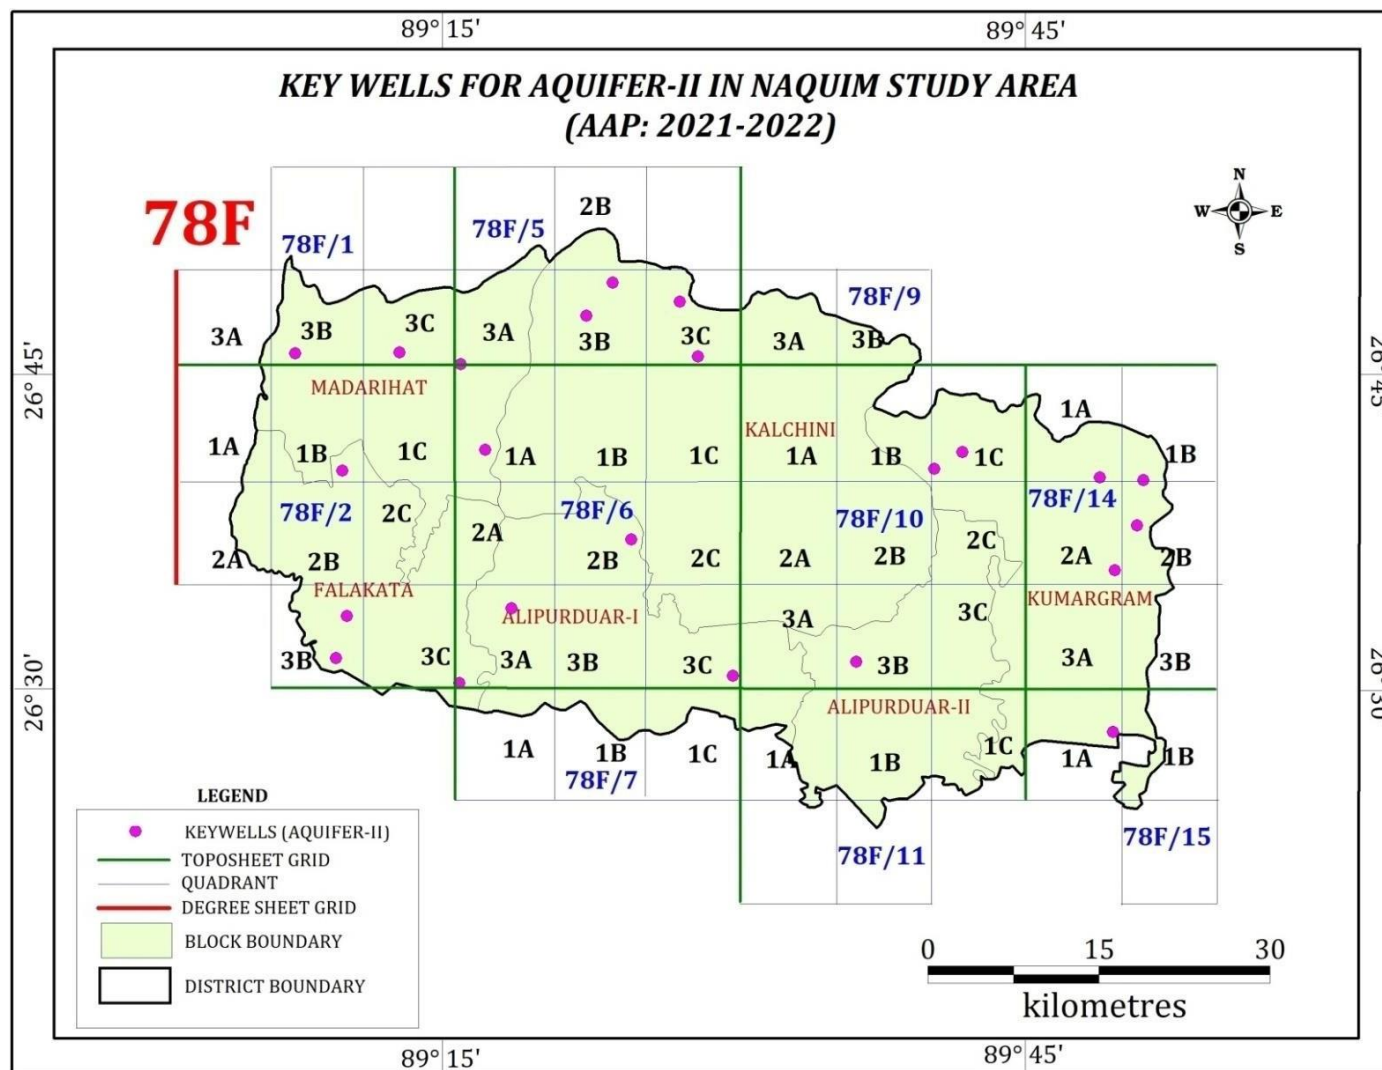 89° 15'
89° 45'
KEY WELLS FOR AQUIFER-II IN NAQUIM STUDY AREA
(AAP: 2021-2022)
N
W E
S
78F
2B
78F/5
78F/1
78F/9
3A 3B 3C 3A 3B 3C 3A 3B
26° 45'
26° 45'
MADARIHAT
1A
KALCHINI
1A 1B 1C 1A 1B 1C 1A 1B 1C 1B
78F/2 78F/6 78F/10 78F/14
2C
2A 2B 2A 2B 2C 2A 2B 2C 2A 2B
FALAKATA
KUMARGRAM
ALIPURDUAR-I
3A 3C
3B 3C 3A 3B 3C 3B 3A 3B
26° 30'
26° 30'
ALIPURDUAR-II
1A 1B 1C 1A 1B 1C 1A 1B
78F/7
78F/15
78F/11
LEGEND
KEYWELLS (AQUIFER-II)
TOPOSHEET GRID
QUADRANT
DEGREE SHEET GRID
BLOCK BOUNDARY
DISTRICT BOUNDARY
0 15 30
kilometres
89° 15'
89° 45'